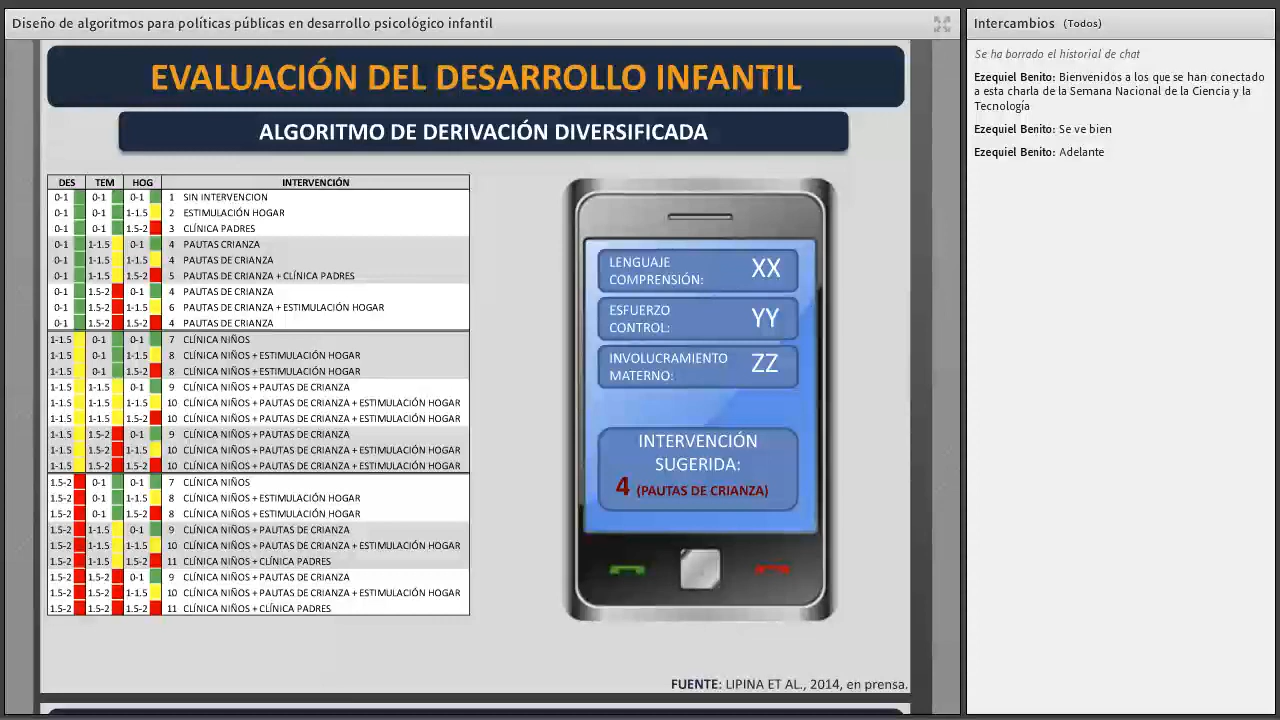 Diseño de algoritmos para políticas públicas en desarrollo psicológico infantil
EVALUACIÓN DEL DESARROLLO INFANTIL
ALGORITMO DE DERIVACIÓN DIVERSIFICADA
DES TEM HOG INTERVENCIÓN
0-1 0-1 0-1 1 SIN INTERVENCION
0-1 0-1 1-1.5 2 ESTIMULACIÓN HOGAR
0-1 0-1 1.5-2 3 CLÍNICA PADRES
0-1 1-1.5 0-1 4 PAUTAS CRIANZA
0-1 1-1.5 1-1.5 4 PAUTAS DE CRIANZA
0-1 1-1.5 1.5-2 5 PAUTAS DE CRIANZA + CLÍNICA PADRES
0-1 1.5-2 0-1 4 PAUTAS DE CRIANZA
0-1 1.5-2 1-1.5 6 PAUTAS DE CRIANZA + ESTIMULACIÓN HOGAR
0-1 1.5-2 1.5-2 4 PAUTAS DE CRIANZA
1-1.5 0-1 0-1 7 CLÍNICA NIÑOS
1-1.5 0-1 1-1.5 8 CLÍNICA NIÑOS + ESTIMULACIÓN HOGAR
1-1.5 0-1 1.5-2 8 CLÍNICA NIÑOS + ESTIMULACIÓN HOGAR
1-1.5 1-1.5 0-1 9 CLÍNICA NIÑOS + PAUTAS DE CRIANZA
1-1.5 1-1.5 1-1.5 10 CLÍNICA NIÑOS + PAUTAS DE CRIANZA + ESTIMULACIÓN HOGAR
1-1.5 1-1.5 1.5-2 10 CLÍNICA NIÑOS + PAUTAS DE CRIANZA + ESTIMULACIÓN HOGAR
1-1.5 1.5-2 0-1 9 CLÍNICA NIÑOS + PAUTAS DE CRIANZA
1-1.5 1.5-2 1-1.5 10 CLÍNICA NIÑOS + PAUTAS DE CRIANZA + ESTIMULACIÓN HOGAR
1-1.5 1.5-2 1.5-2 10 CLÍNICA NIÑOS + PAUTAS DE CRIANZA + ESTIMULACIÓN HOGAR
1.5-2 0-1 0-1 7 CLÍNICA NIÑOS
1.5-2 0-1 1-1.5 8 CLÍNICA NIÑOS + ESTIMULACIÓN HOGAR
1.5-2 0-1 1.5-2 8 CLÍNICA NIÑOS + ESTIMULACIÓN HOGAR
1.5-2 1-1.5 0-1 9 CLÍNICA NIÑOS + PAUTAS DE CRIANZA
1.5-2 1-1.5 1-1.5 10 CLÍNICA NIÑOS + PAUTAS DE CRIANZA + ESTIMULACIÓN HOGAR
1.5-2 1-1.5 1.5-2 11 CLÍNICA NIÑOS + CLÍNICA PADRES
1.5-2 1.5-2 0-1 9 CLÍNICA NIÑOS + PAUTAS DE CRIANZA
1.5-2 1.5-2 1-1.5 10 CLÍNICA NIÑOS + PAUTAS DE CRIANZA + ESTIMULACIÓN HOGAR
1.5-2 1.5-2 1.5-2 11 CLÍNICA NIÑOS + CLÍNICA PADRES
LENGUAJE
COMPRENSIÓN: XX
ESFUERZO
CONTROL: YY
INVOLUCRAMIENTO
MATERNO: ZZ
INTERVENCIÓN
SUGERIDA:
4 (PAUTAS DE CRIANZA)
FUENTE: LIPINA ET AL., 2014, en prensa.
Intercambios (Todos)
Se ha borrado el historial de chat
Ezequiel Benito: Bienvenidos a los que se han conectado
a esta charla de la Semana Nacional de la Ciencia y la
Tecnología
Ezequiel Benito: Se ve bien
Ezequiel Benito: Adelante